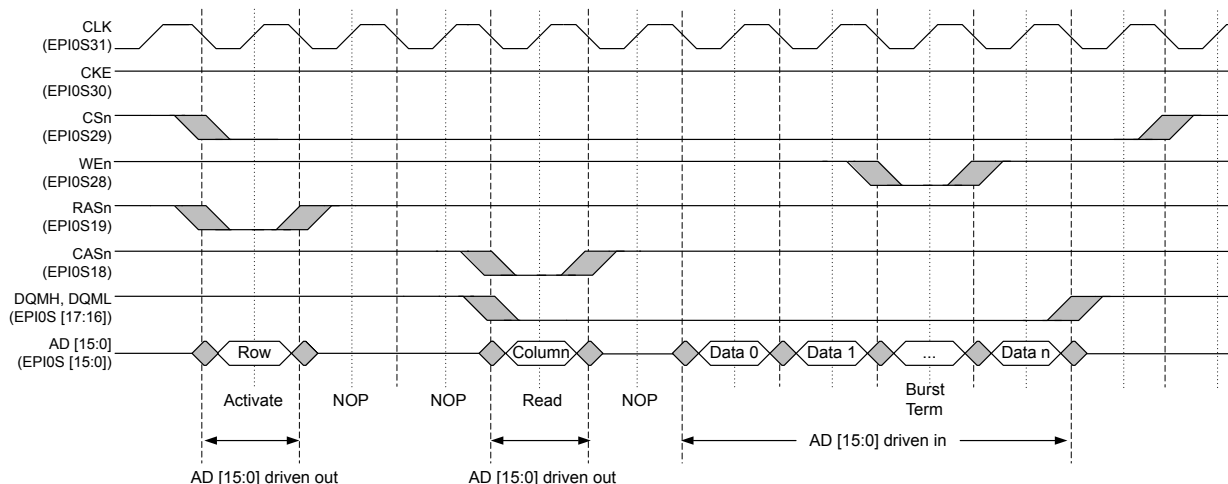 CLK
(EPI0S31)
CKE
(EPI0S30)
CSn
(EPI0S29)
WEn
(EPI0S28)
RASn
(EPI0S19)
CASn
(EPI0S18)
DQMH, DQML
(EPI0S [17:16])
AD [15:0]
(EPI0S [15:0])
Row
Column
Data 0
Data 1
...
Data n
Activate
NOP
NOP
Read
NOP
Burst
Term
AD [15:0] driven in
AD [15:0] driven out
AD [15:0] driven out